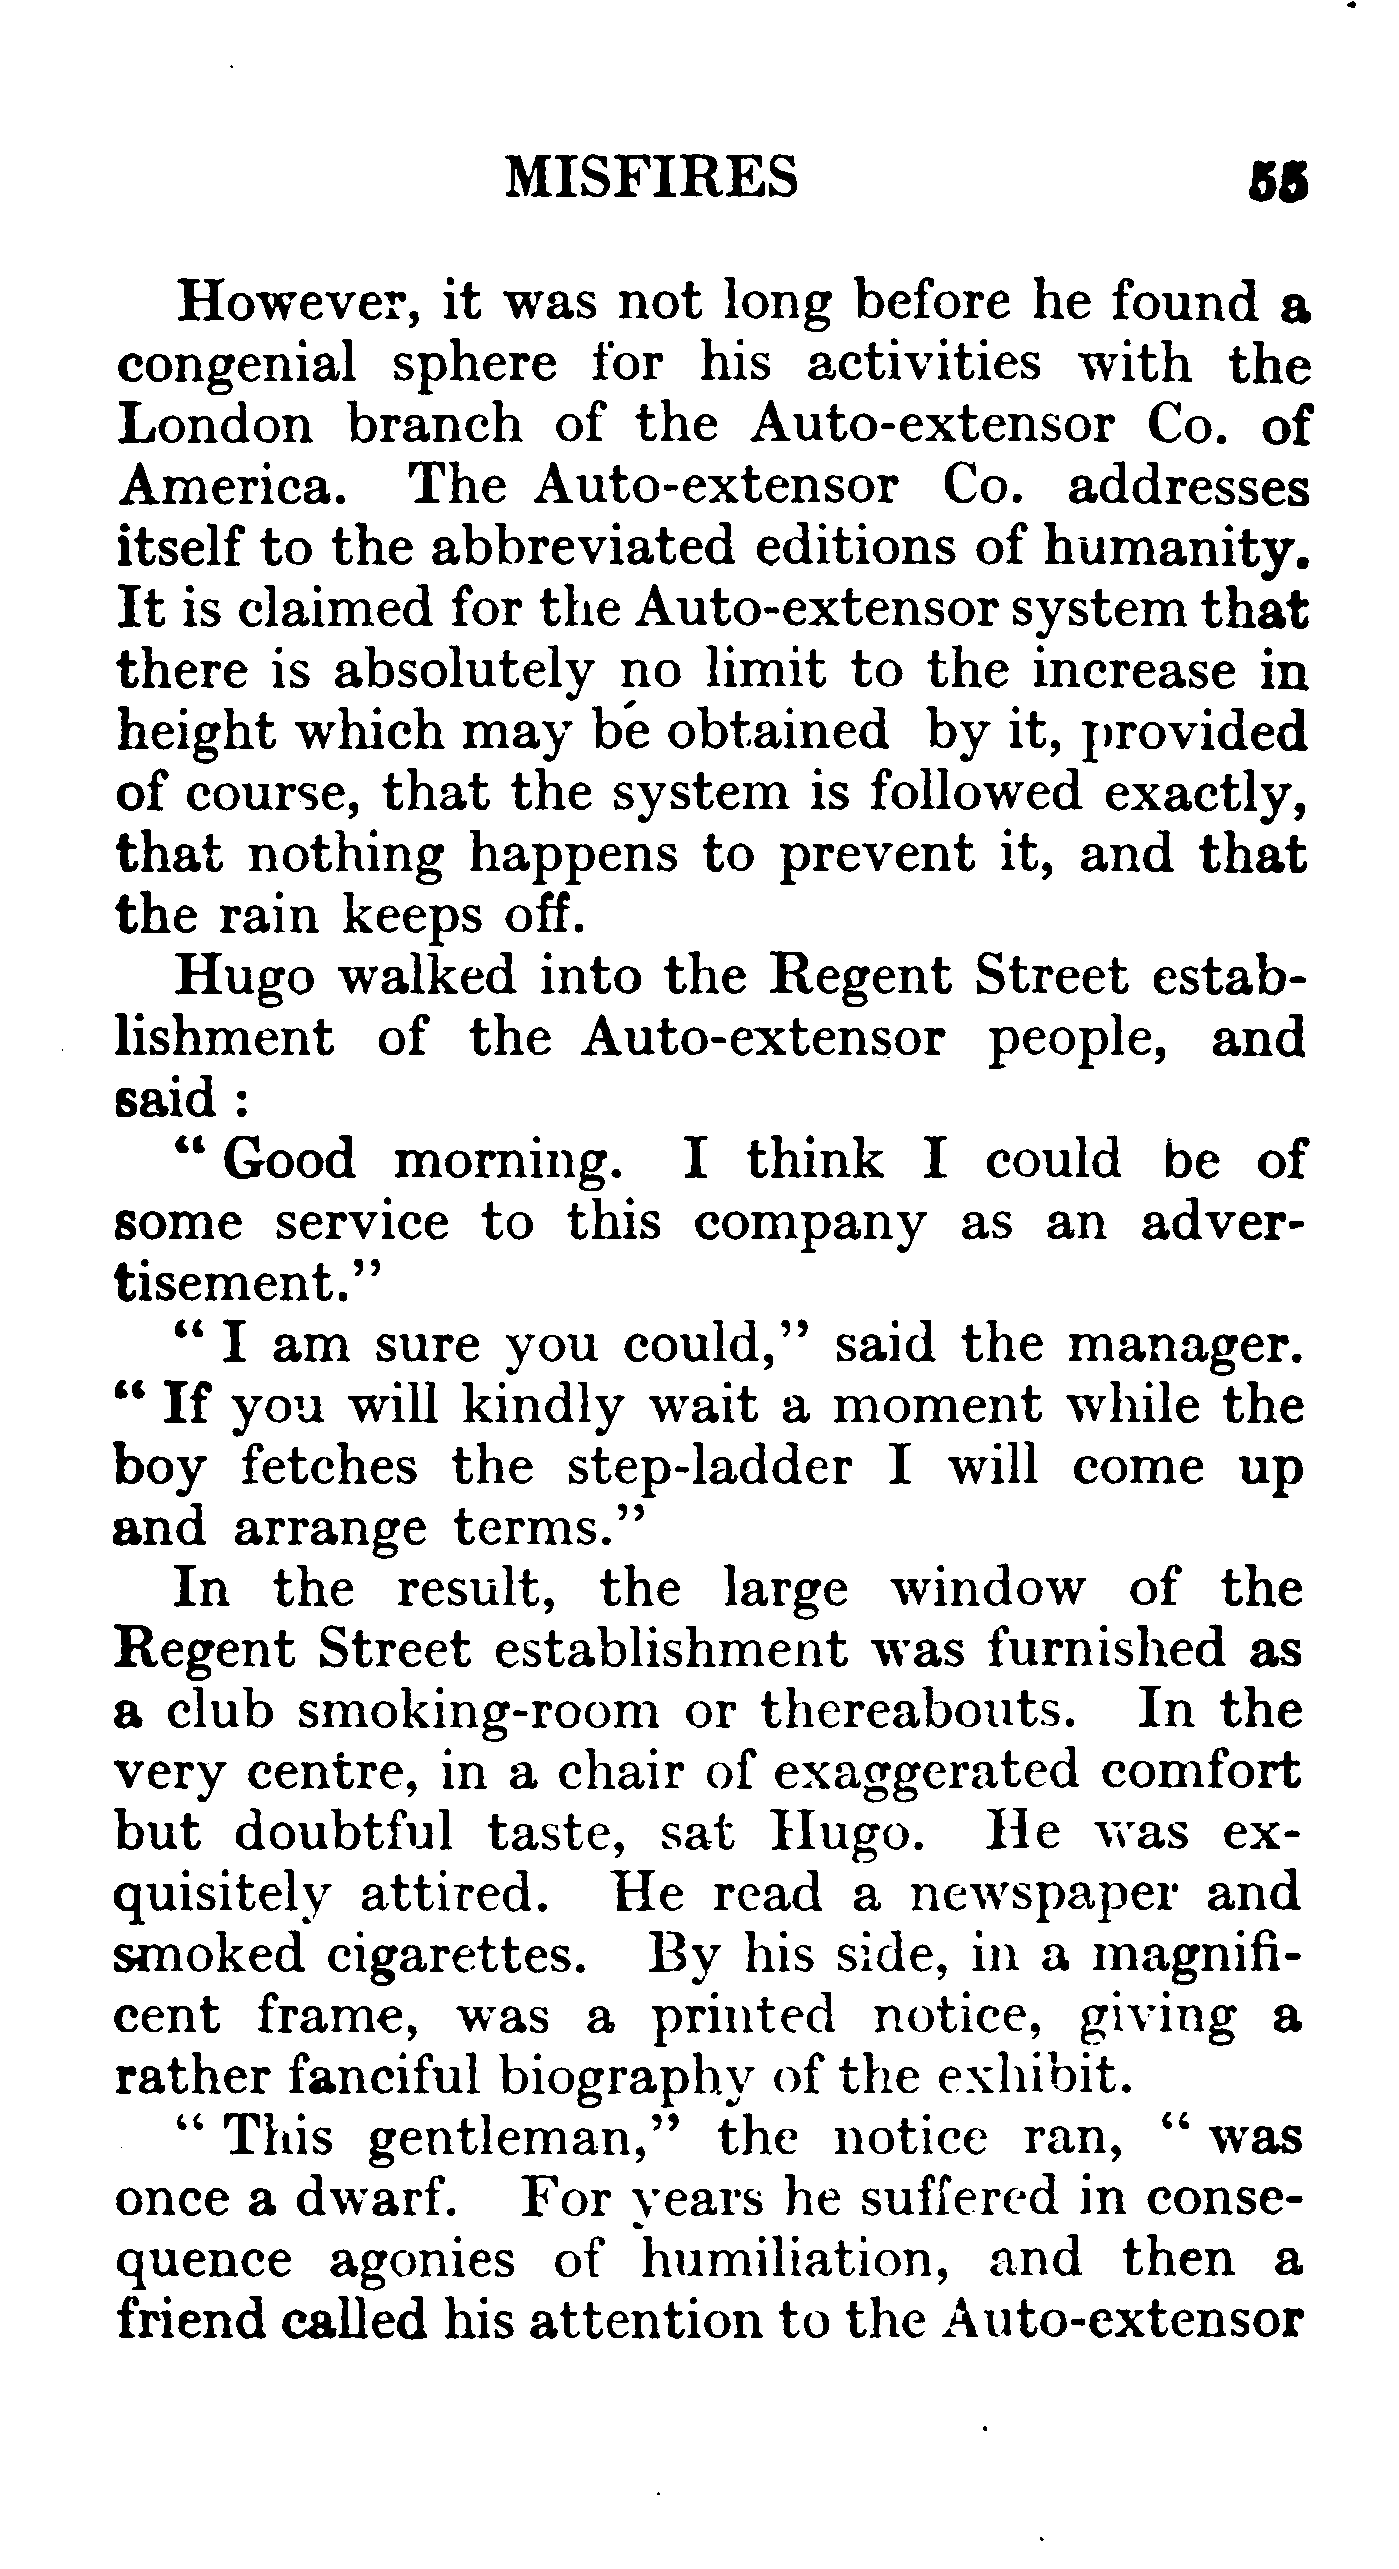 MISFIRES 55
However, it was not long before he found a
congenial sphere for his activities with the
London branch of the Auto-extensor Co. of
America. The Auto-extensor Co. addresses
itself to the abbreviated editions of humanity.
It is claimed for the Auto-extensor system that
there is absolutely no limit to the increase in
height which may be obtained by it, provided
of course, that the system is followed exactly,
that nothing happens to prevent it, and that
the rain keeps off.
Hugo walked into the Regent Street estab-
lishment of the Auto-extensor people, and
said :
“ Good morning. I think I could be of
some service to this company as an adver-
tisement.”
“ I am sure you could,” said the manager.
“ If you will kindly wait a moment while the
boy fetches the step-ladder I will come up
and arrange terms.”
In the result, the large window of the
Regent Street establishment was furnished as
a club smoking-room or thereabouts. In the
very centre, in a chair of exaggerated comfort
but doubtful taste, sat Hugo. He was ex-
quisitely attired. He read a newspaper and
smoked cigarettes. By his side, in a magnifi-
cent frame, was a printed notice, giving a
rather fanciful biography of the exhibit.
“ This gentleman,” the notice ran, “ was
once a dwarf. For years he suffered in conse-
quence agonies of humiliation, and then a
friend called his attention to the Auto-extensor